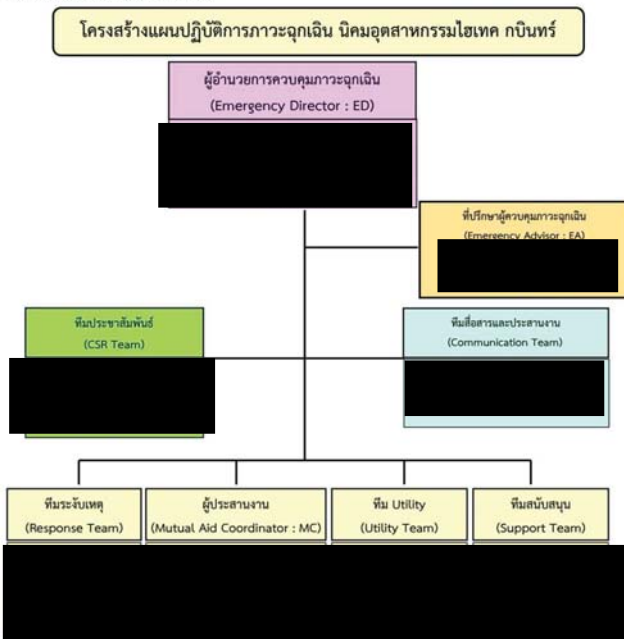 โครงสร้างแผนปฏิบัติการภาวะฉุกเฉิน นิคมอุตสาหกรรมไฮเทค กบินทร์
ผู้อำนวยการควบคุมภาวะฉุกเฉิน
(Emergency Director : ED)
ที่ปรึกษาผู้ควบคุมภาวะฉุกเฉิน
(Emergency Advisor : EA)
ทีมประชาสัมพันธ์
(CSR Team)
ทีมสื่อสารและประสานงาน
(Communication Team)
ทีมระงับเหตุ
(Response Team)
ผู้ประสานงาน
(Mutual Aid Coordinator : MC)
ทีม Utility
(Utility Team)
ทีมสนับสนุน
(Support Team)